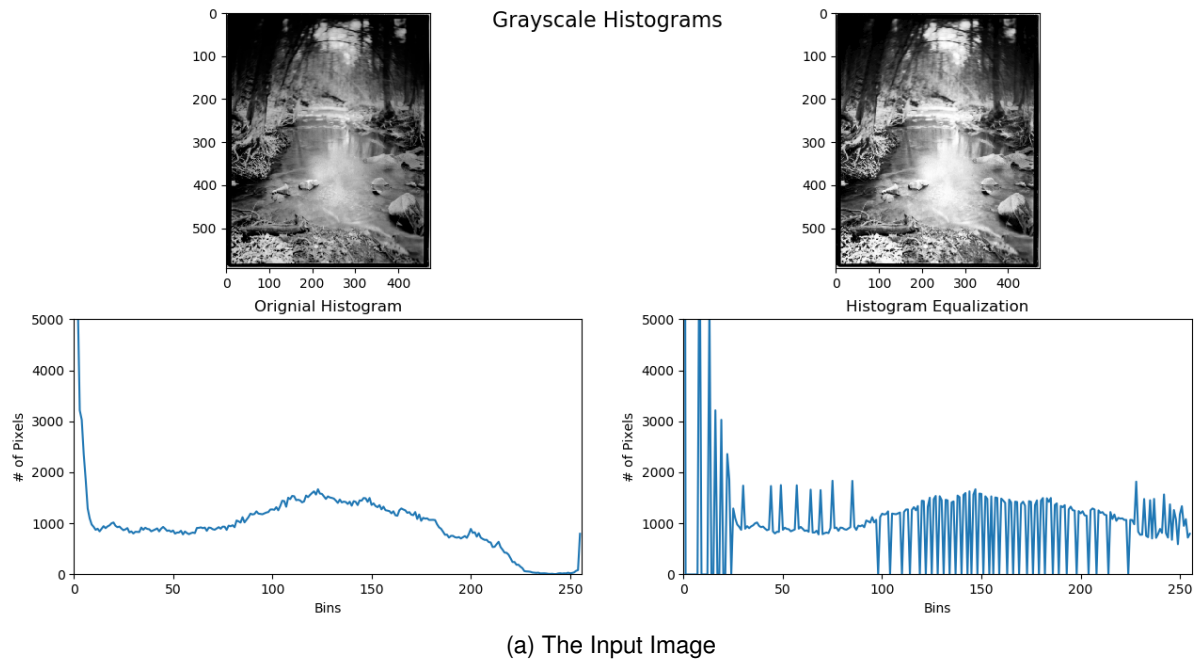 Grayscale Histograms
0
100
200
300
400
500
0 100 200 300 400
0
100
200
300
400
500
0 100 200 300 400
Orignial Histogram
5000
4000
3000
2000
1000
0
# of Pixels
0 50 100 150 200 250
Bins
Histogram Equalization
5000
4000
3000
2000
1000
0
# of Pixels
0 50 100 150 200 250
Bins
(a) The Input Image